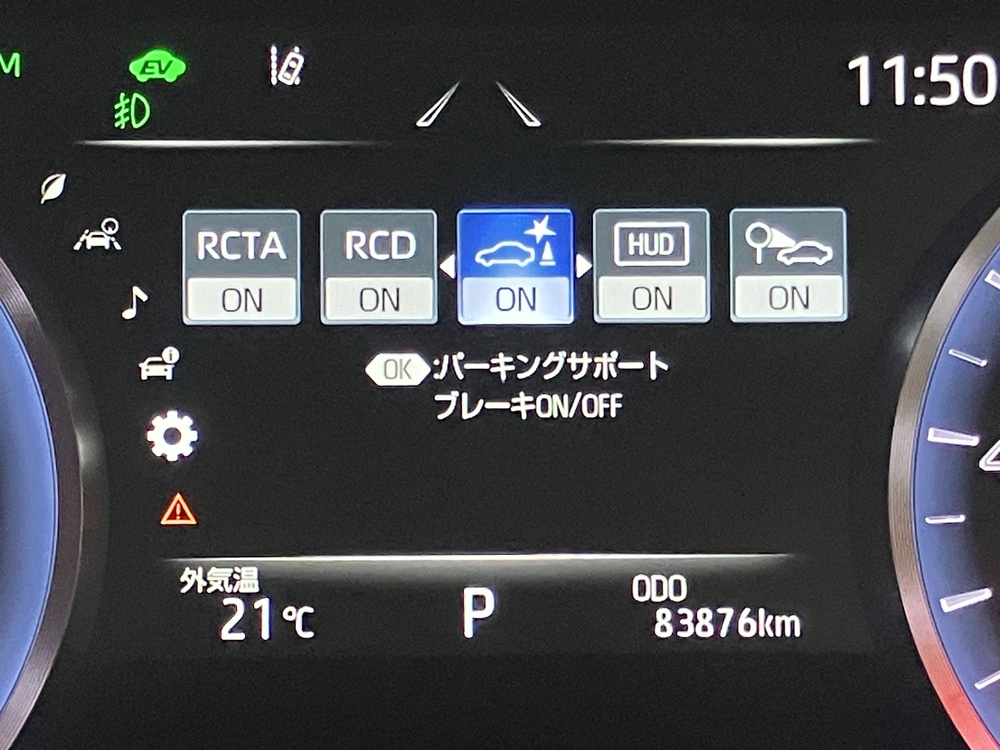 M
EV
11:50
RCTA
RCD
HUD
ON
ON
ON
ON
ON
OK :パーキングサポート
ブレーキON/OFF
外気温
21℃
P
ODO
83876km